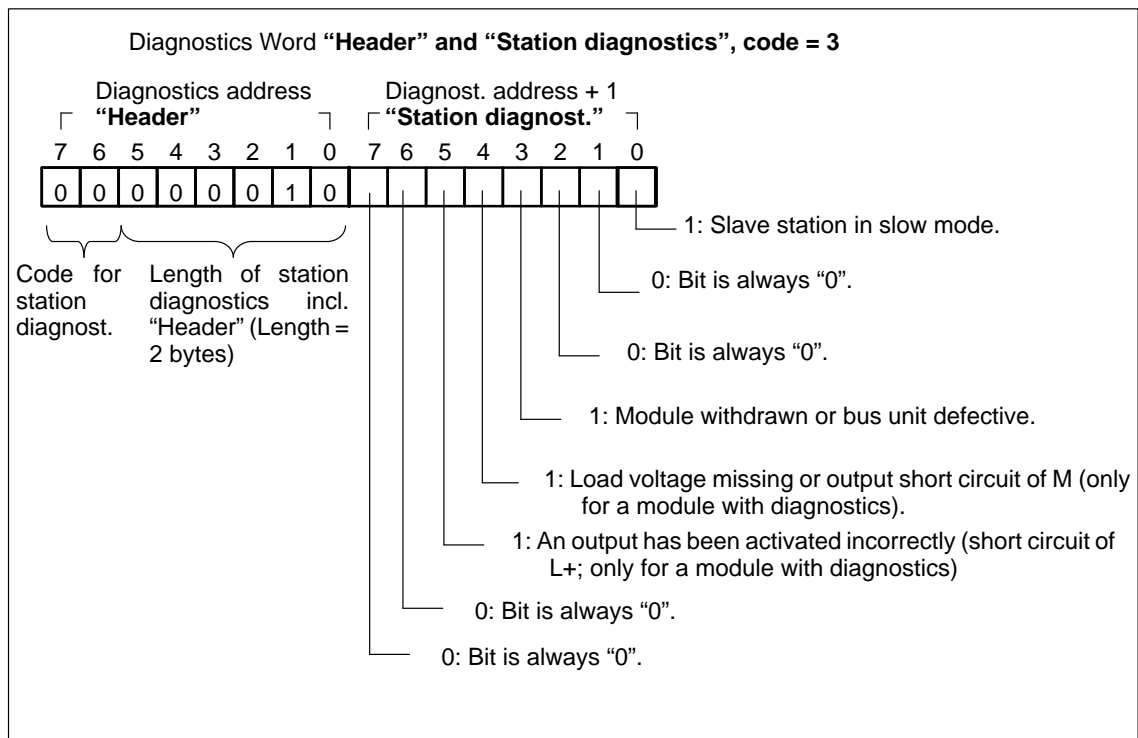 Diagnostics Word “Header” and “Station diagnostics”, code = 3
Diagnostics address
“Header”
Diagnost. address + 1
“Station diagnost.”
7 6 5 4 3 2 1 0 7 6 5 4 3 2 1 0
0 0 0 0 0 0 1 0
1: Slave station in slow mode.
Code for
station
diagnost.
Length of station
diagnostics incl.
“Header” (Length =
2 bytes)
0: Bit is always “0”.
0: Bit is always “0”.
1: Module withdrawn or bus unit defective.
1: Load voltage missing or output short circuit of M (only
for a module with diagnostics).
1: An output has been activated incorrectly (short circuit of
L+; only for a module with diagnostics)
0: Bit is always “0”.
0: Bit is always “0”.